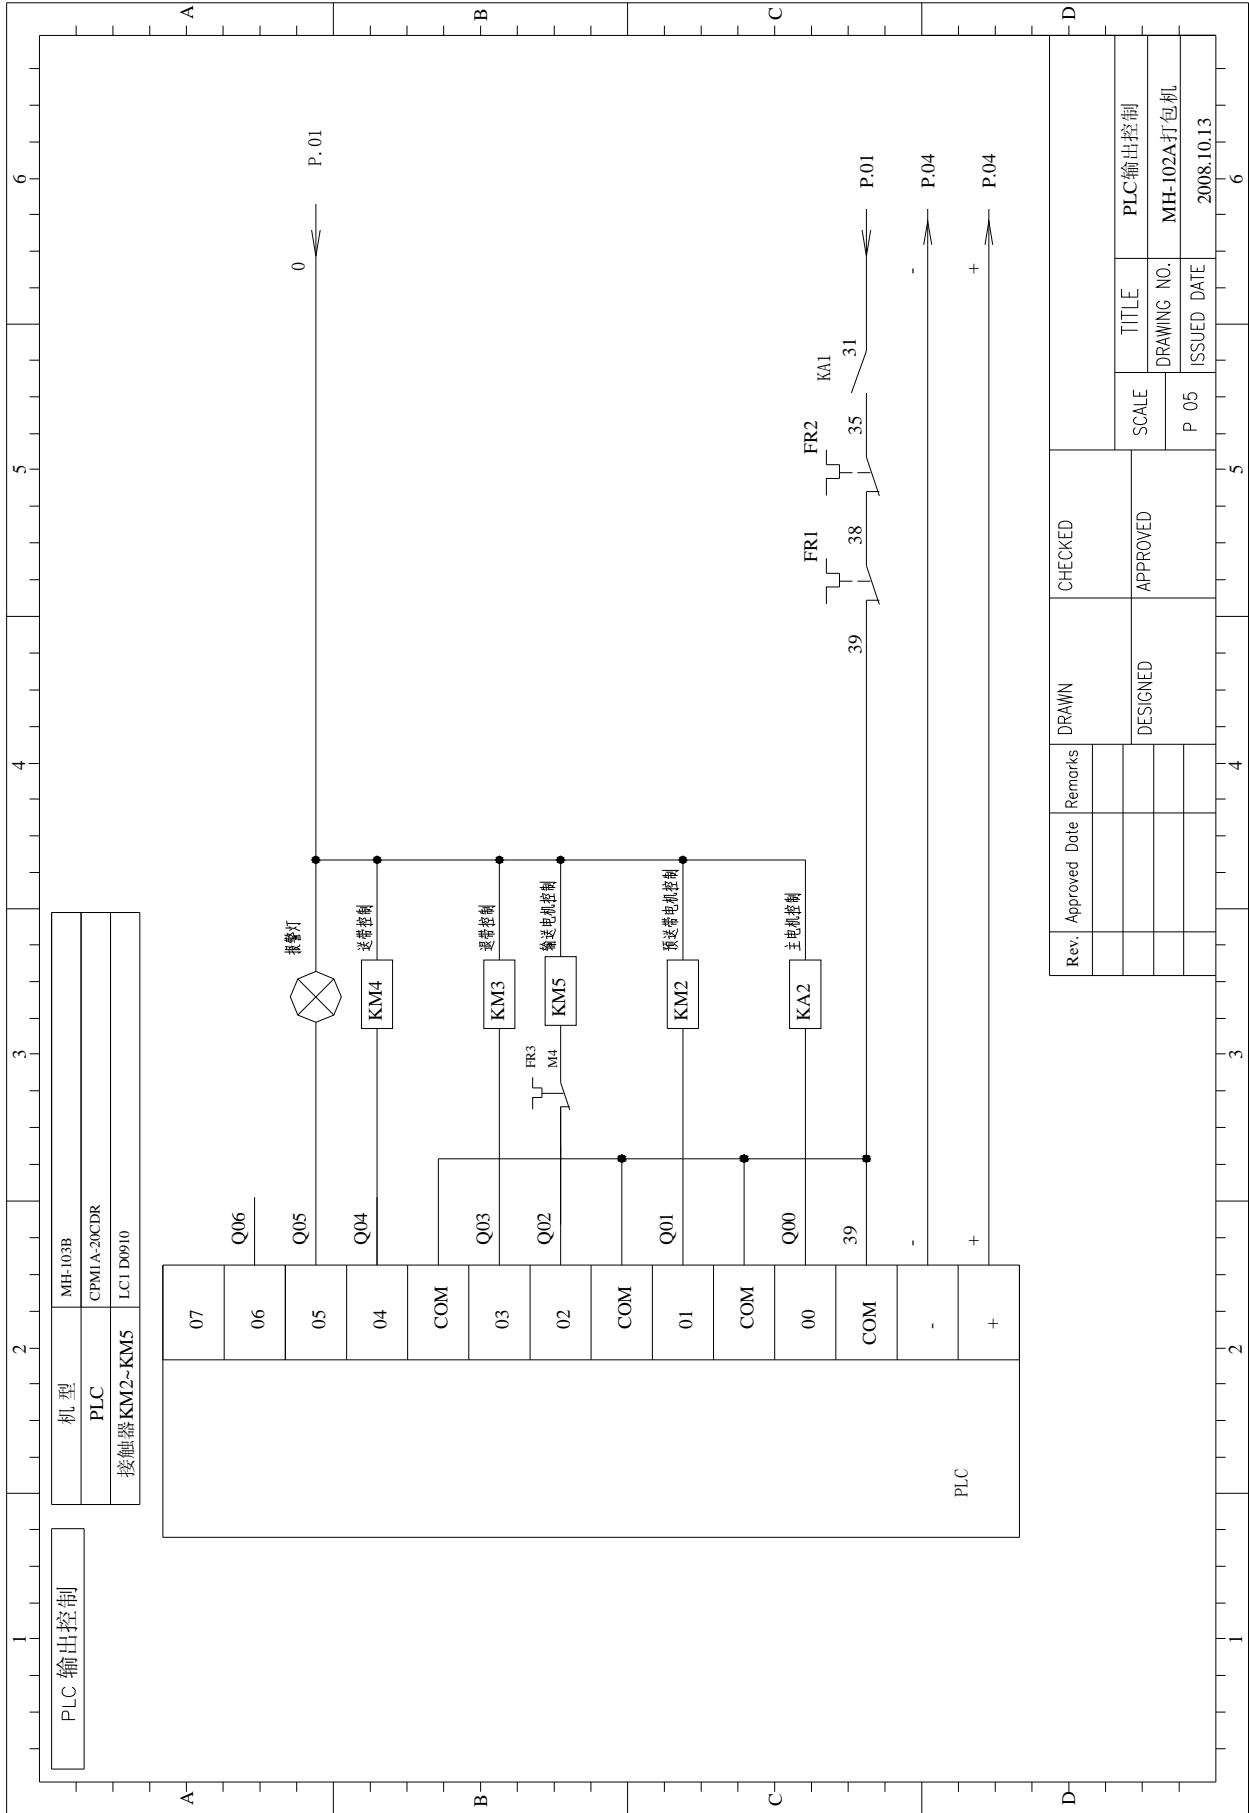 1 2 3 4 5 6
PLC 输出控制
机 型 MH-103B
PLC CPM1A-20CDR
接触器KM2~KM5 LC1 D0910
A A
B B
C C
D D
07
06 Q06
05 Q05 报警灯 0 P.01
04 Q04 KM4 送带控制
COM
03 Q03 KM3 退带控制
02 Q02 FR3 M4 KM5 输送电机控制
COM
01 Q01 KM2 预送带电机控制
COM
00 Q00 KA2 主电机控制
FR1 FR2 KA1
COM 39 39 38 35 31 P.01
- - - P.04
+ + + P.04
PLC
Rev. Approved Date Remarks
DRAWN CHECKED
DESIGNED APPROVED
SCALE
P 05
TITLE PLC输出控制
DRAWING NO. MH-102A打包机
ISSUED DATE 2008.10.13
1 2 3 4 5 6